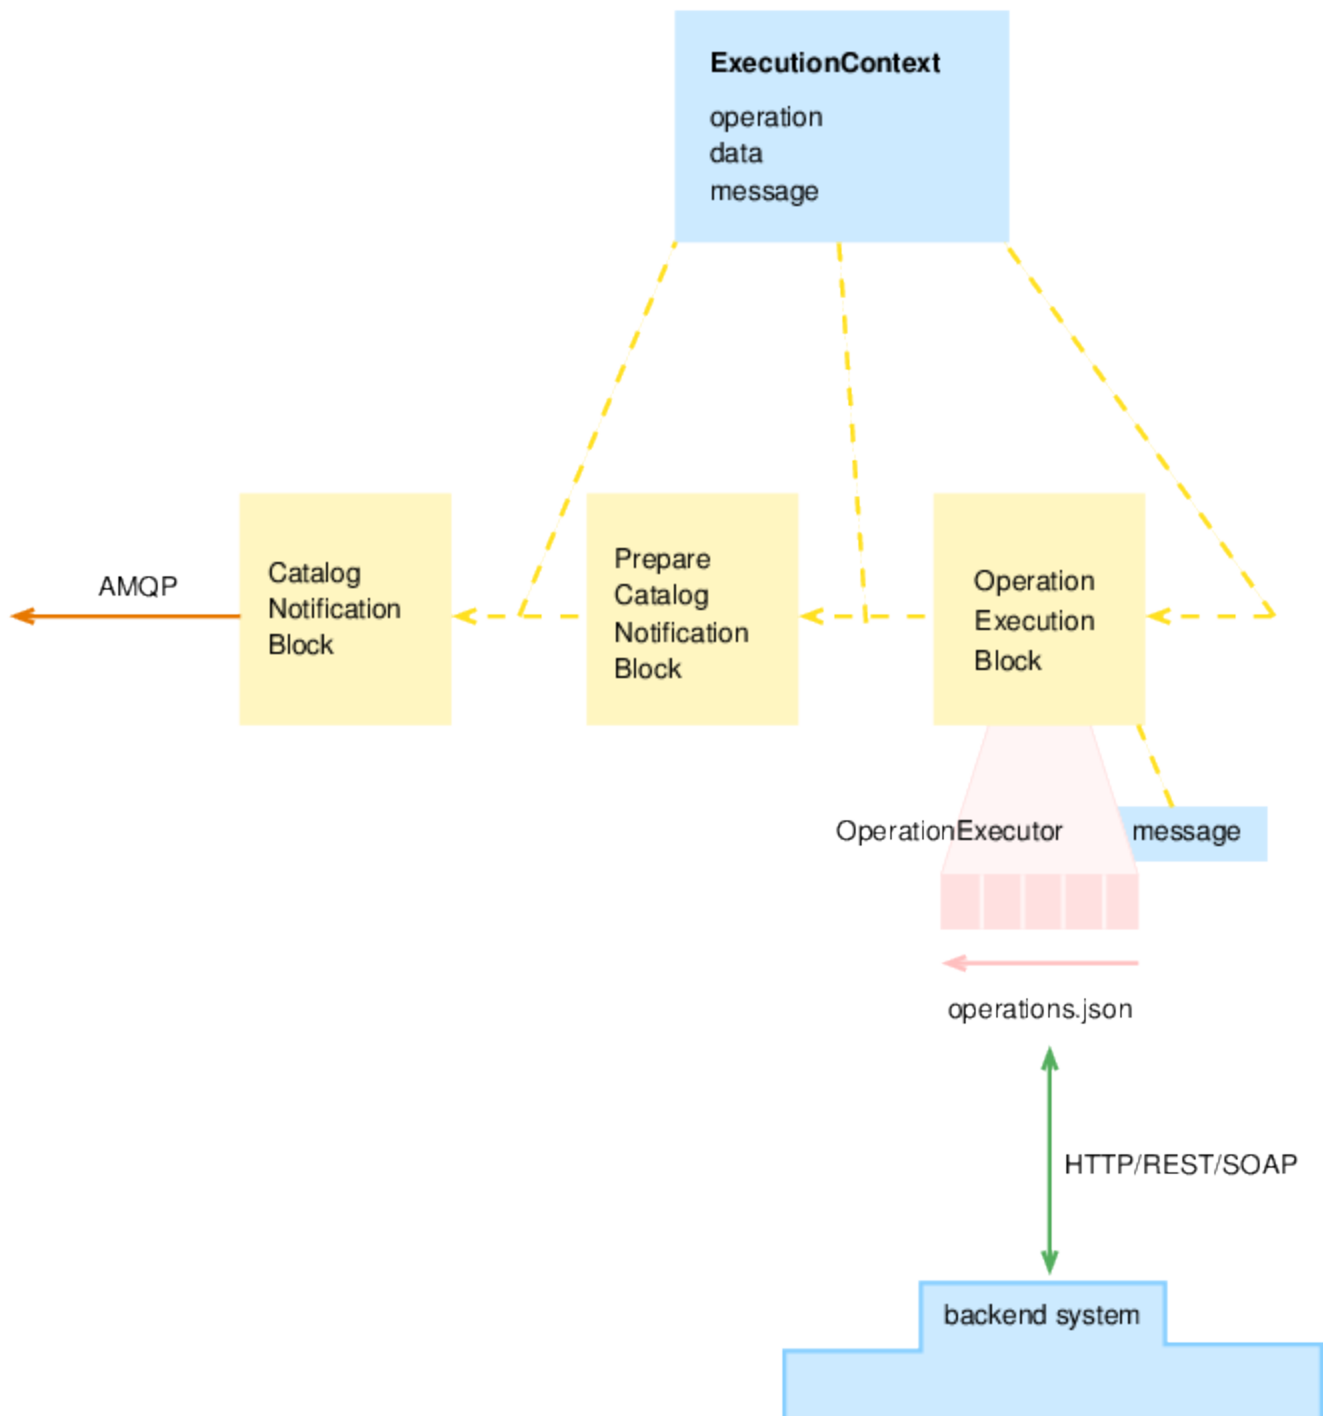 ExecutionContext
operation
data
message
AMQP
Catalog
Notification
Block
Prepare
Catalog
Notification
Block
Operation
Execution
Block
OperationExecutor
message
operations.json
HTTP/REST/SOAP
backend system